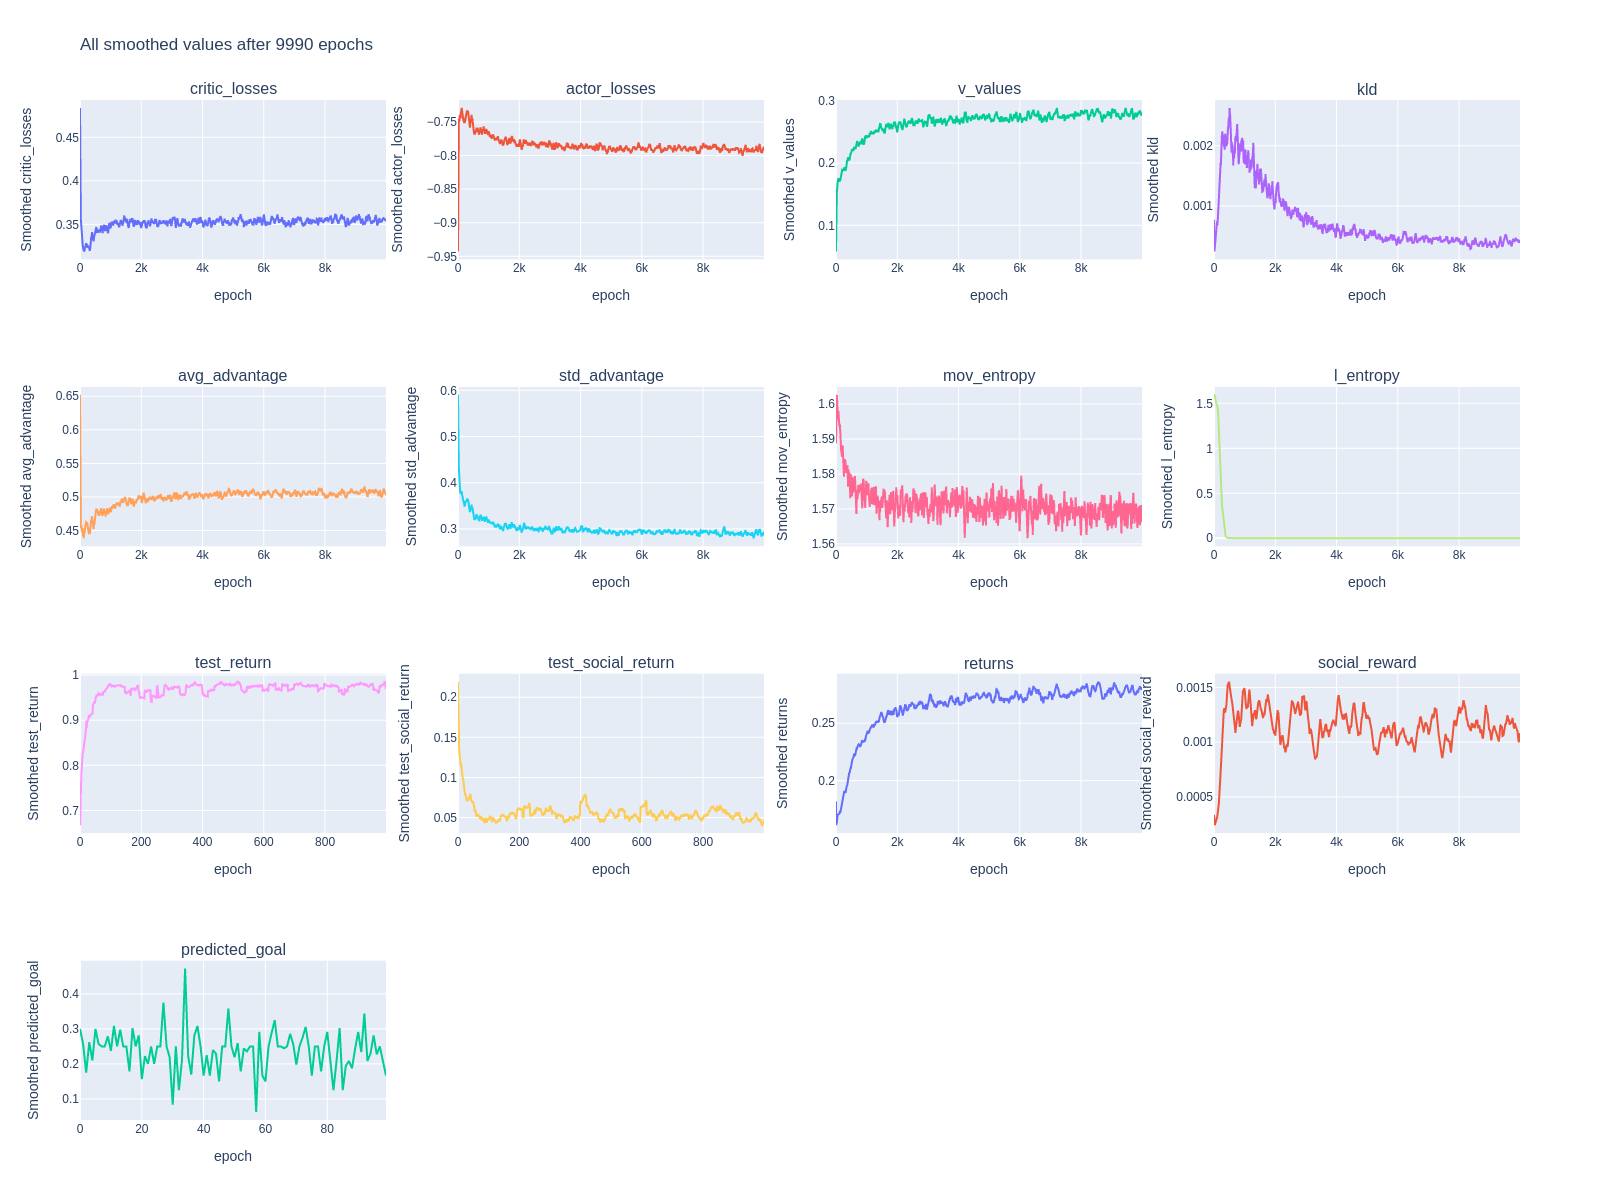 All smoothed values after 9990 epochs
critic_losses
Smoothed critic_losses
0.45
0.4
0.35
0 2k 4k 6k 8k
epoch
actor_losses
Smoothed actor_losses
−0.75
−0.8
−0.85
−0.9
−0.95
0 2k 4k 6k 8k
epoch
v_values
Smoothed v_values
0.3
0.2
0.1
0 2k 4k 6k 8k
epoch
kld
Smoothed kld
0.002
0.001
0 2k 4k 6k 8k
epoch
avg_advantage
Smoothed avg_advantage
0.65
0.6
0.55
0.5
0.45
0 2k 4k 6k 8k
epoch
std_advantage
Smoothed std_advantage
0.6
0.5
0.4
0.3
0 2k 4k 6k 8k
epoch
mov_entropy
Smoothed mov_entropy
1.6
1.59
1.58
1.57
1.56
0 2k 4k 6k 8k
epoch
l_entropy
Smoothed l_entropy
1.5
1
0.5
0
0 2k 4k 6k 8k
epoch
test_return
Smoothed test_return
1
0.9
0.8
0.7
0 200 400 600 800
epoch
test_social_return
Smoothed test_social_return
0.2
0.15
0.1
0.05
0 200 400 600 800
epoch
returns
Smoothed returns
0.25
0.2
0 2k 4k 6k 8k
epoch
social_reward
Smoothed social_reward
0.0015
0.001
0.0005
0 2k 4k 6k 8k
epoch
predicted_goal
Smoothed predicted_goal
0.4
0.3
0.2
0.1
0 20 40 60 80
epoch